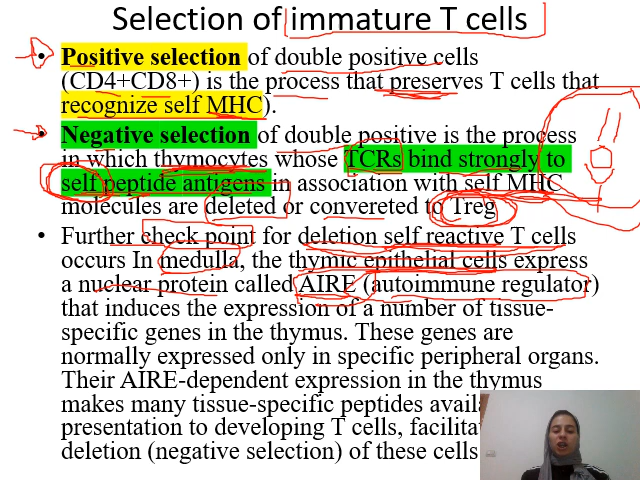 Selection of immature T cells
• Positive selection of double positive cells
(CD4+CD8+) is the process that preserves T cells that
recognize self MHC).
• Negative selection of double positive is the process
in which thymocytes whose TCRs bind strongly to
self peptide antigens in association with self MHC
molecules are deleted or convereted to Treg
• Further check point for deletion self reactive T cells
occurs In medulla, the thymic epithelial cells express
a nuclear protein called AIRE (autoimmune regulator)
that induces the expression of a number of tissue-
specific genes in the thymus. These genes are
normally expressed only in specific peripheral organs.
Their AIRE-dependent expression in the thymus
makes many tissue-specific peptides
presentation to developing T cells,
deletion (negative selection) of these cells